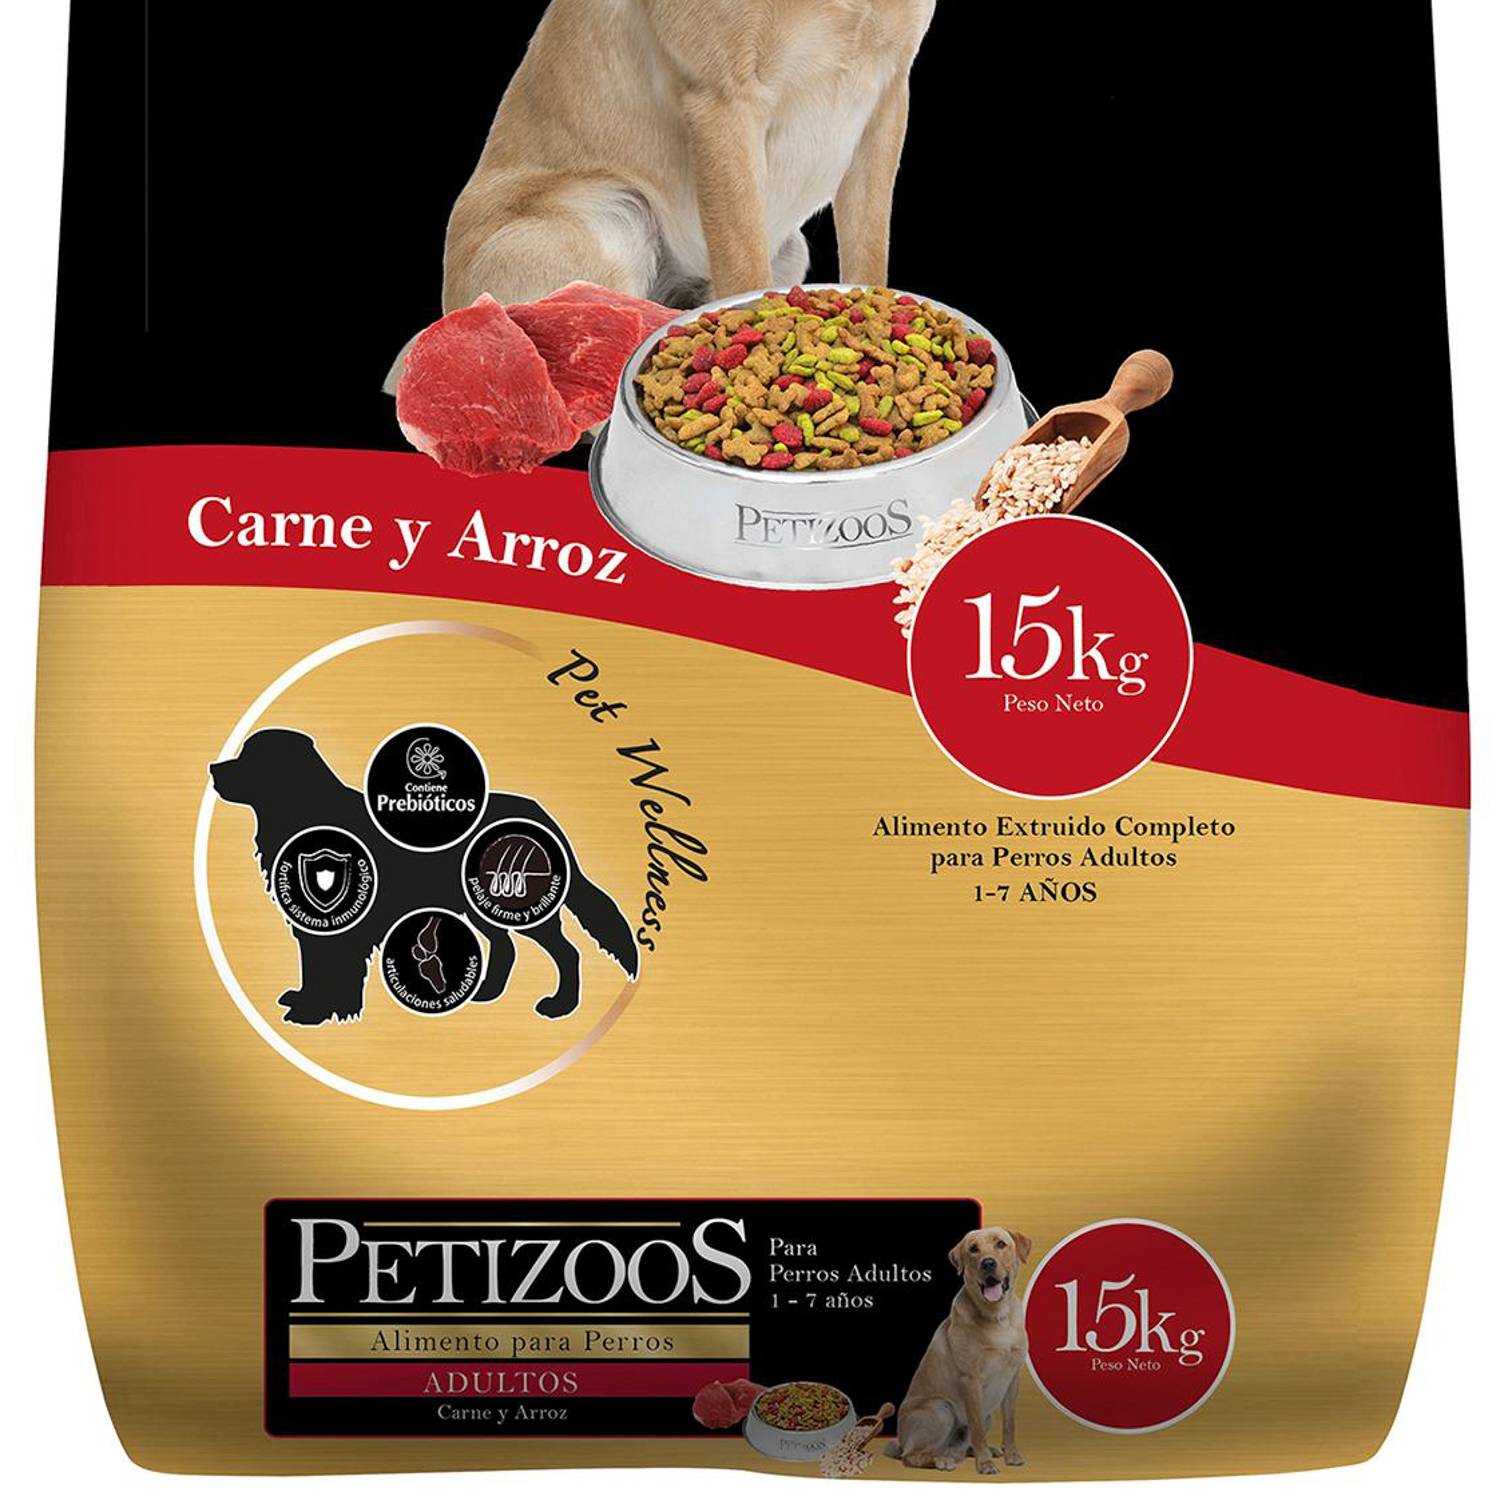 Carne y Arroz
PETIZOOS
15kg
Peso Neto
Pet Wellness
Contiene
Prebióticos
fortifica sistema inmunológico
pelaje firme y brillante
articulaciones saludables
Alimento Extruido Completo
para Perros Adultos
1-7 AÑOS
PETIZOOS
Alimento para Perros
ADULTOS
Carne y Arroz
Para
Perros Adultos
1 - 7 años
PETIZOOS
15kg
Peso Neto